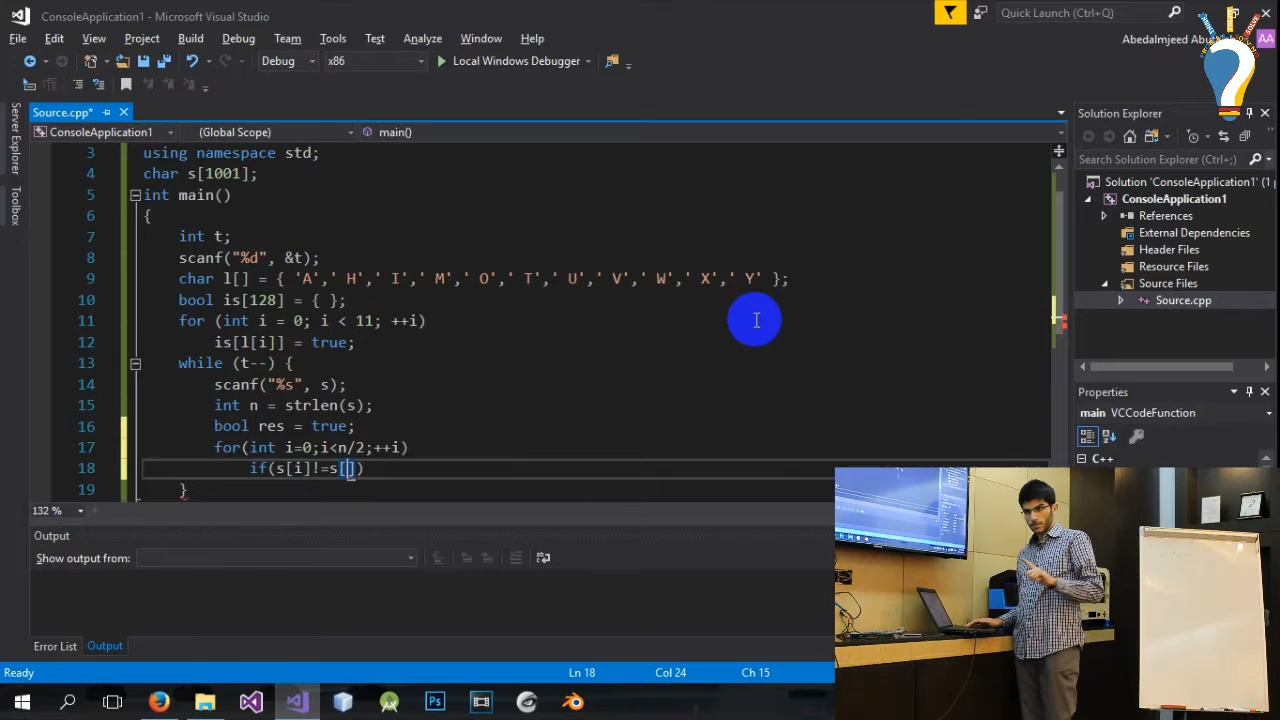 ConsoleApplication1 - Microsoft Visual Studio
Quick Launch (Ctrl+Q)
File Edit View Project Build Debug Team Tools Test Analyze Window Help
Abedalmjeed Abu
AA
Debug x86 Local Windows Debugger
Source.cpp*
Solution Explorer
ConsoleApplication1 (Global Scope) main()
Server Explorer
Toolbox
3 using namespace std;
4 char s[1001];
5 int main()
6 {
7 int t;
8 scanf("%d", &t);
9 char l[] = { 'A',' H',' I',' M',' O',' T',' U',' V',' W',' X',' Y' };
10 bool is[128] = { };
11 for (int i = 0; i < 11; ++i)
12 is[l[i]] = true;
13 while (t--) {
14 scanf("%s", s);
15 int n = strlen(s);
16 bool res = true;
17 for(int i=0;i<n/2;++i)
18 if(s[i]!=s[])
19 }
132 %
Search Solution Explorer (Ctrl+;)
Solution 'ConsoleApplication1' (1
ConsoleApplication1
References
External Dependencies
Header Files
Resource Files
Source Files
Source.cpp
Properties
main VCCodeFunction
C++
Output
Show output from:
Error List Output
Ready Ln 18 Col 24 Ch 15